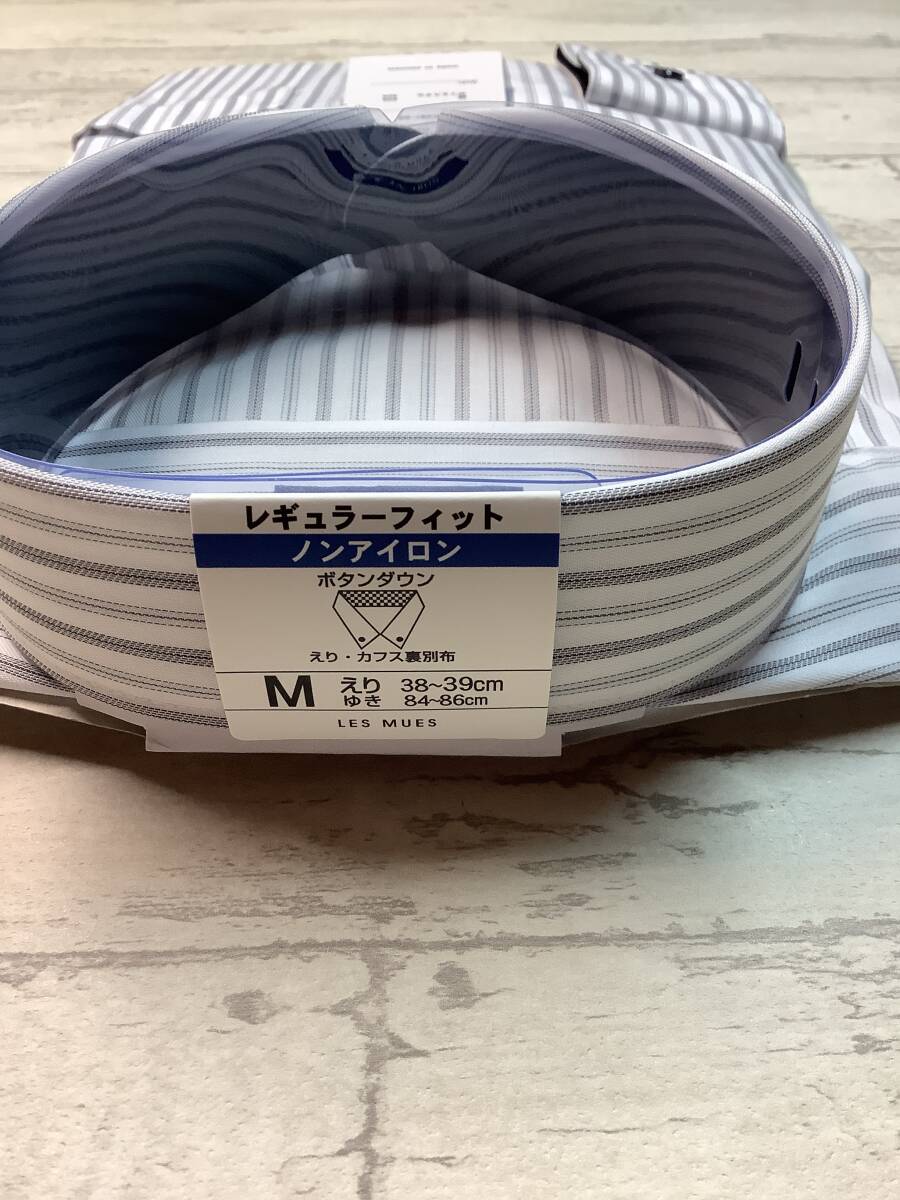 レギュラーフィット
ノンアイロン
ボタンダウン
えり・カフス裏別布
M えり 38~39cm
ゆき 84~86cm
LES MUES